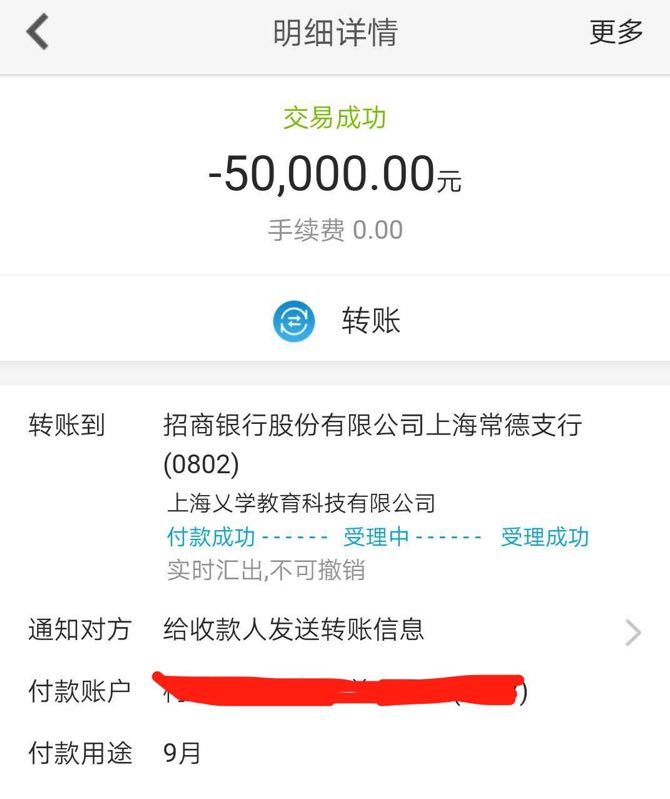 明细详情
更多
交易成功
-50,000.00元
手续费 0.00
转账
转账到
招商银行股份有限公司上海常德支行
(0802)
上海乂学教育科技有限公司
付款成功 ------ 受理中 ------ 受理成功
实时汇出,不可撤销
通知对方 给收款人发送转账信息
付款账户
付款用途 9月